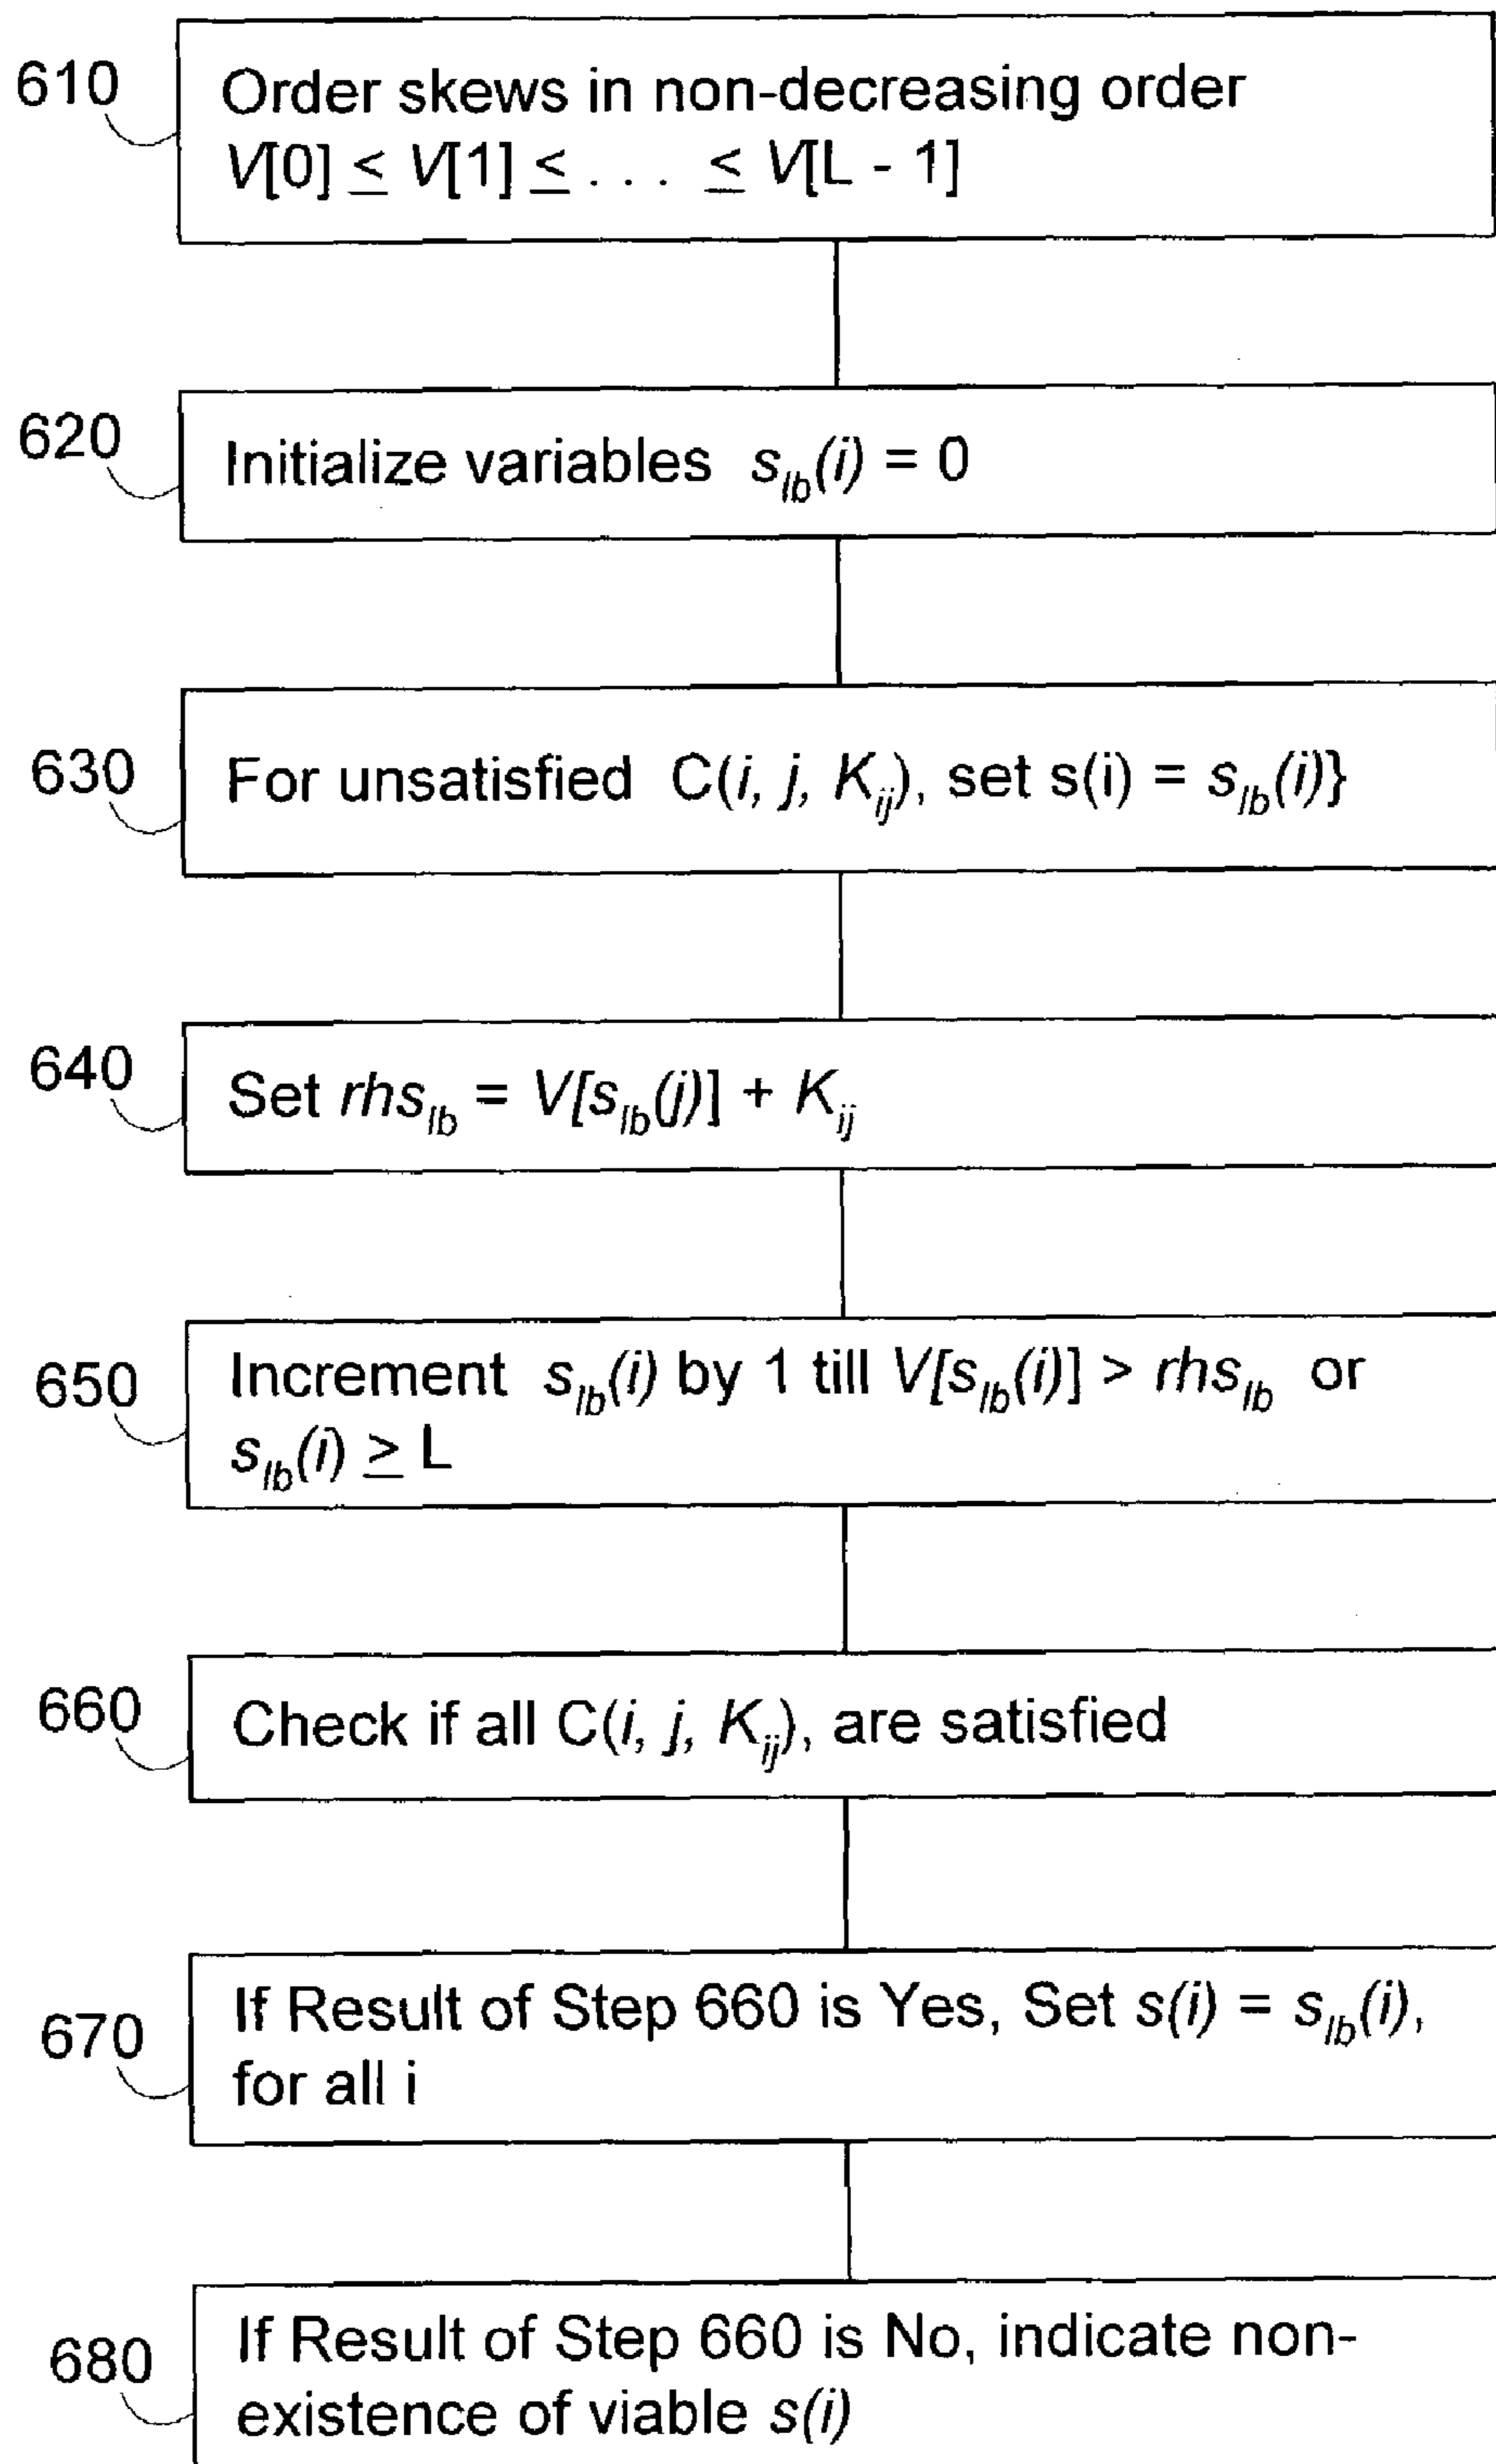 610
Order skews in non-decreasing order
V[0] ≤ V[1] ≤ . . . ≤ V[L - 1]
620
Initialize variables s_lb(i) = 0
630
For unsatisfied C(i, j, K_ij), set s(i) = s_lb(i)}
640
Set rhs_lb = V[s_lb(j)] + K_ij
650
Increment s_lb(i) by 1 till V[s_lb(i)] > rhs_lb or
s_lb(i) ≥ L
660
Check if all C(i, j, K_ij), are satisfied
670
If Result of Step 660 is Yes, Set s(i) = s_lb(i),
for all i
680
If Result of Step 660 is No, indicate non-
existence of viable s(i)